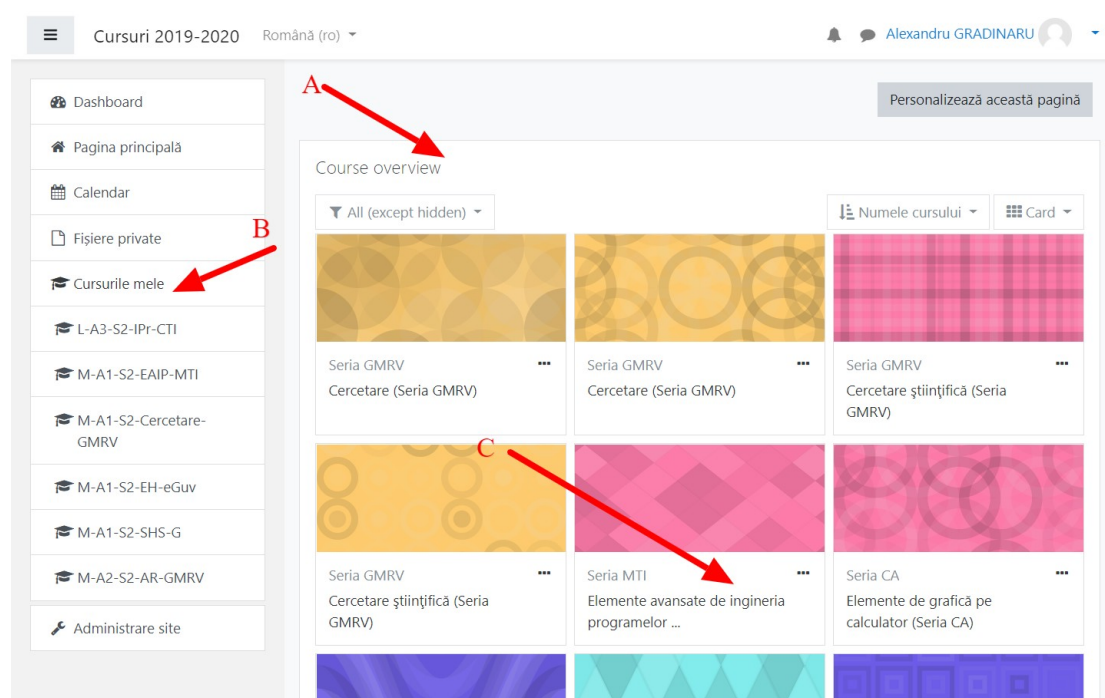 Cursuri 2019-2020 Română (ro)
Alexandru GRADINARU
A
Personalizează această pagină
Dashboard
Pagina principală
Calendar
Fișiere private
B
Cursurile mele
L-A3-S2-IPr-CTI
M-A1-S2-EAIP-MTI
M-A1-S2-Cercetare-
GMRV
M-A1-S2-EH-eGuv
M-A1-S2-SHS-G
M-A2-S2-AR-GMRV
Administrare site
Course overview
All (except hidden) Numele cursului Card
Seria GMRV
Cercetare (Seria GMRV)
Seria GMRV
Cercetare (Seria GMRV)
Seria GMRV
Cercetare ştiinţifică (Seria
GMRV)
C
Seria GMRV
Cercetare ştiinţifică (Seria
GMRV)
Seria MTI
Elemente avansate de ingineria
programelor ...
Seria CA
Elemente de grafică pe
calculator (Seria CA)